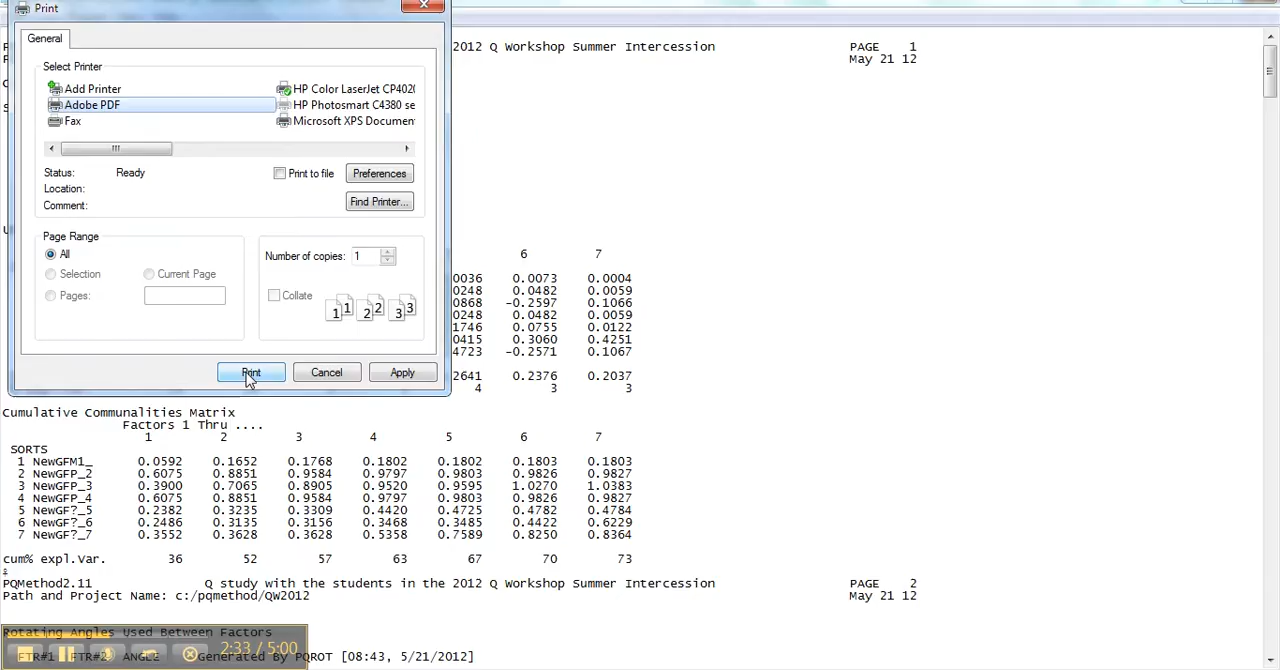 Print
General
Select Printer
Add Printer
HP Color LaserJet CP4020
Adobe PDF
HP Photosmart C4380 se
Fax
Microsoft XPS Documen
Status: Ready
Print to file
Preferences
Location:
Find Printer...
Comment:
Page Range
All
Number of copies: 1
Selection
Current Page
Pages:
Collate
1 1 2 2 3 3
Print
Cancel
Apply
2012 Q Workshop Summer Intercession PAGE 1
May 21 12
6 7
0036 0.0073 0.0004
0248 0.0482 0.0059
0868 -0.2597 0.1066
0248 0.0482 0.0059
1746 0.0755 0.0122
0415 0.3060 0.4251
4723 -0.2571 0.1067
2641 0.2376 0.2037
4 3 3
Cumulative Communalities Matrix
Factors 1 Thru ....
1 2 3 4 5 6 7
SORTS
1 NewGFM1_ 0.0592 0.1652 0.1768 0.1802 0.1802 0.1803 0.1803
2 NewGFP_2 0.6075 0.8851 0.9584 0.9797 0.9803 0.9826 0.9827
3 NewGFP_3 0.3900 0.7065 0.8905 0.9520 0.9595 1.0270 1.0383
4 NewGFP_4 0.6075 0.8851 0.9584 0.9797 0.9803 0.9826 0.9827
5 NewGF?_5 0.2382 0.3235 0.3309 0.4420 0.4725 0.4782 0.4784
6 NewGF?_6 0.2486 0.3135 0.3156 0.3468 0.3485 0.4422 0.6229
7 NewGF?_7 0.3552 0.3628 0.3628 0.5358 0.7589 0.8250 0.8364
cum% expl.Var. 36 52 57 63 67 70 73
PQMethod2.11 Q study with the students in the 2012 Q Workshop Summer Intercession PAGE 2
Path and Project Name: c:/pqmethod/QW2012 May 21 12
Rotating Angles Used Between Factors
2:33 / 5:00
FTR#1 FTR#2 ANGLE Generated By PQROT [08:43, 5/21/2012]